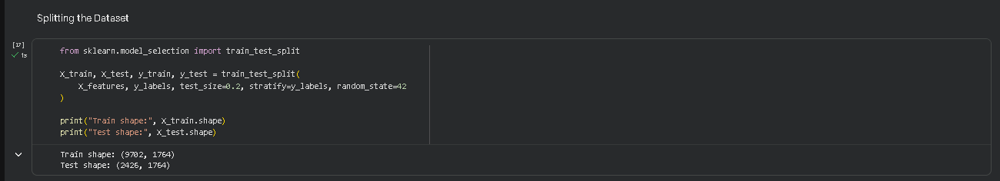 Splitting the Dataset
[17]
1s
from sklearn.model_selection import train_test_split
X_train, X_test, y_train, y_test = train_test_split(
X_features, y_labels, test_size=0.2, stratify=y_labels, random_state=42
)
print("Train shape:", X_train.shape)
print("Test shape:", X_test.shape)
Train shape: (9702, 1764)
Test shape: (2426, 1764)